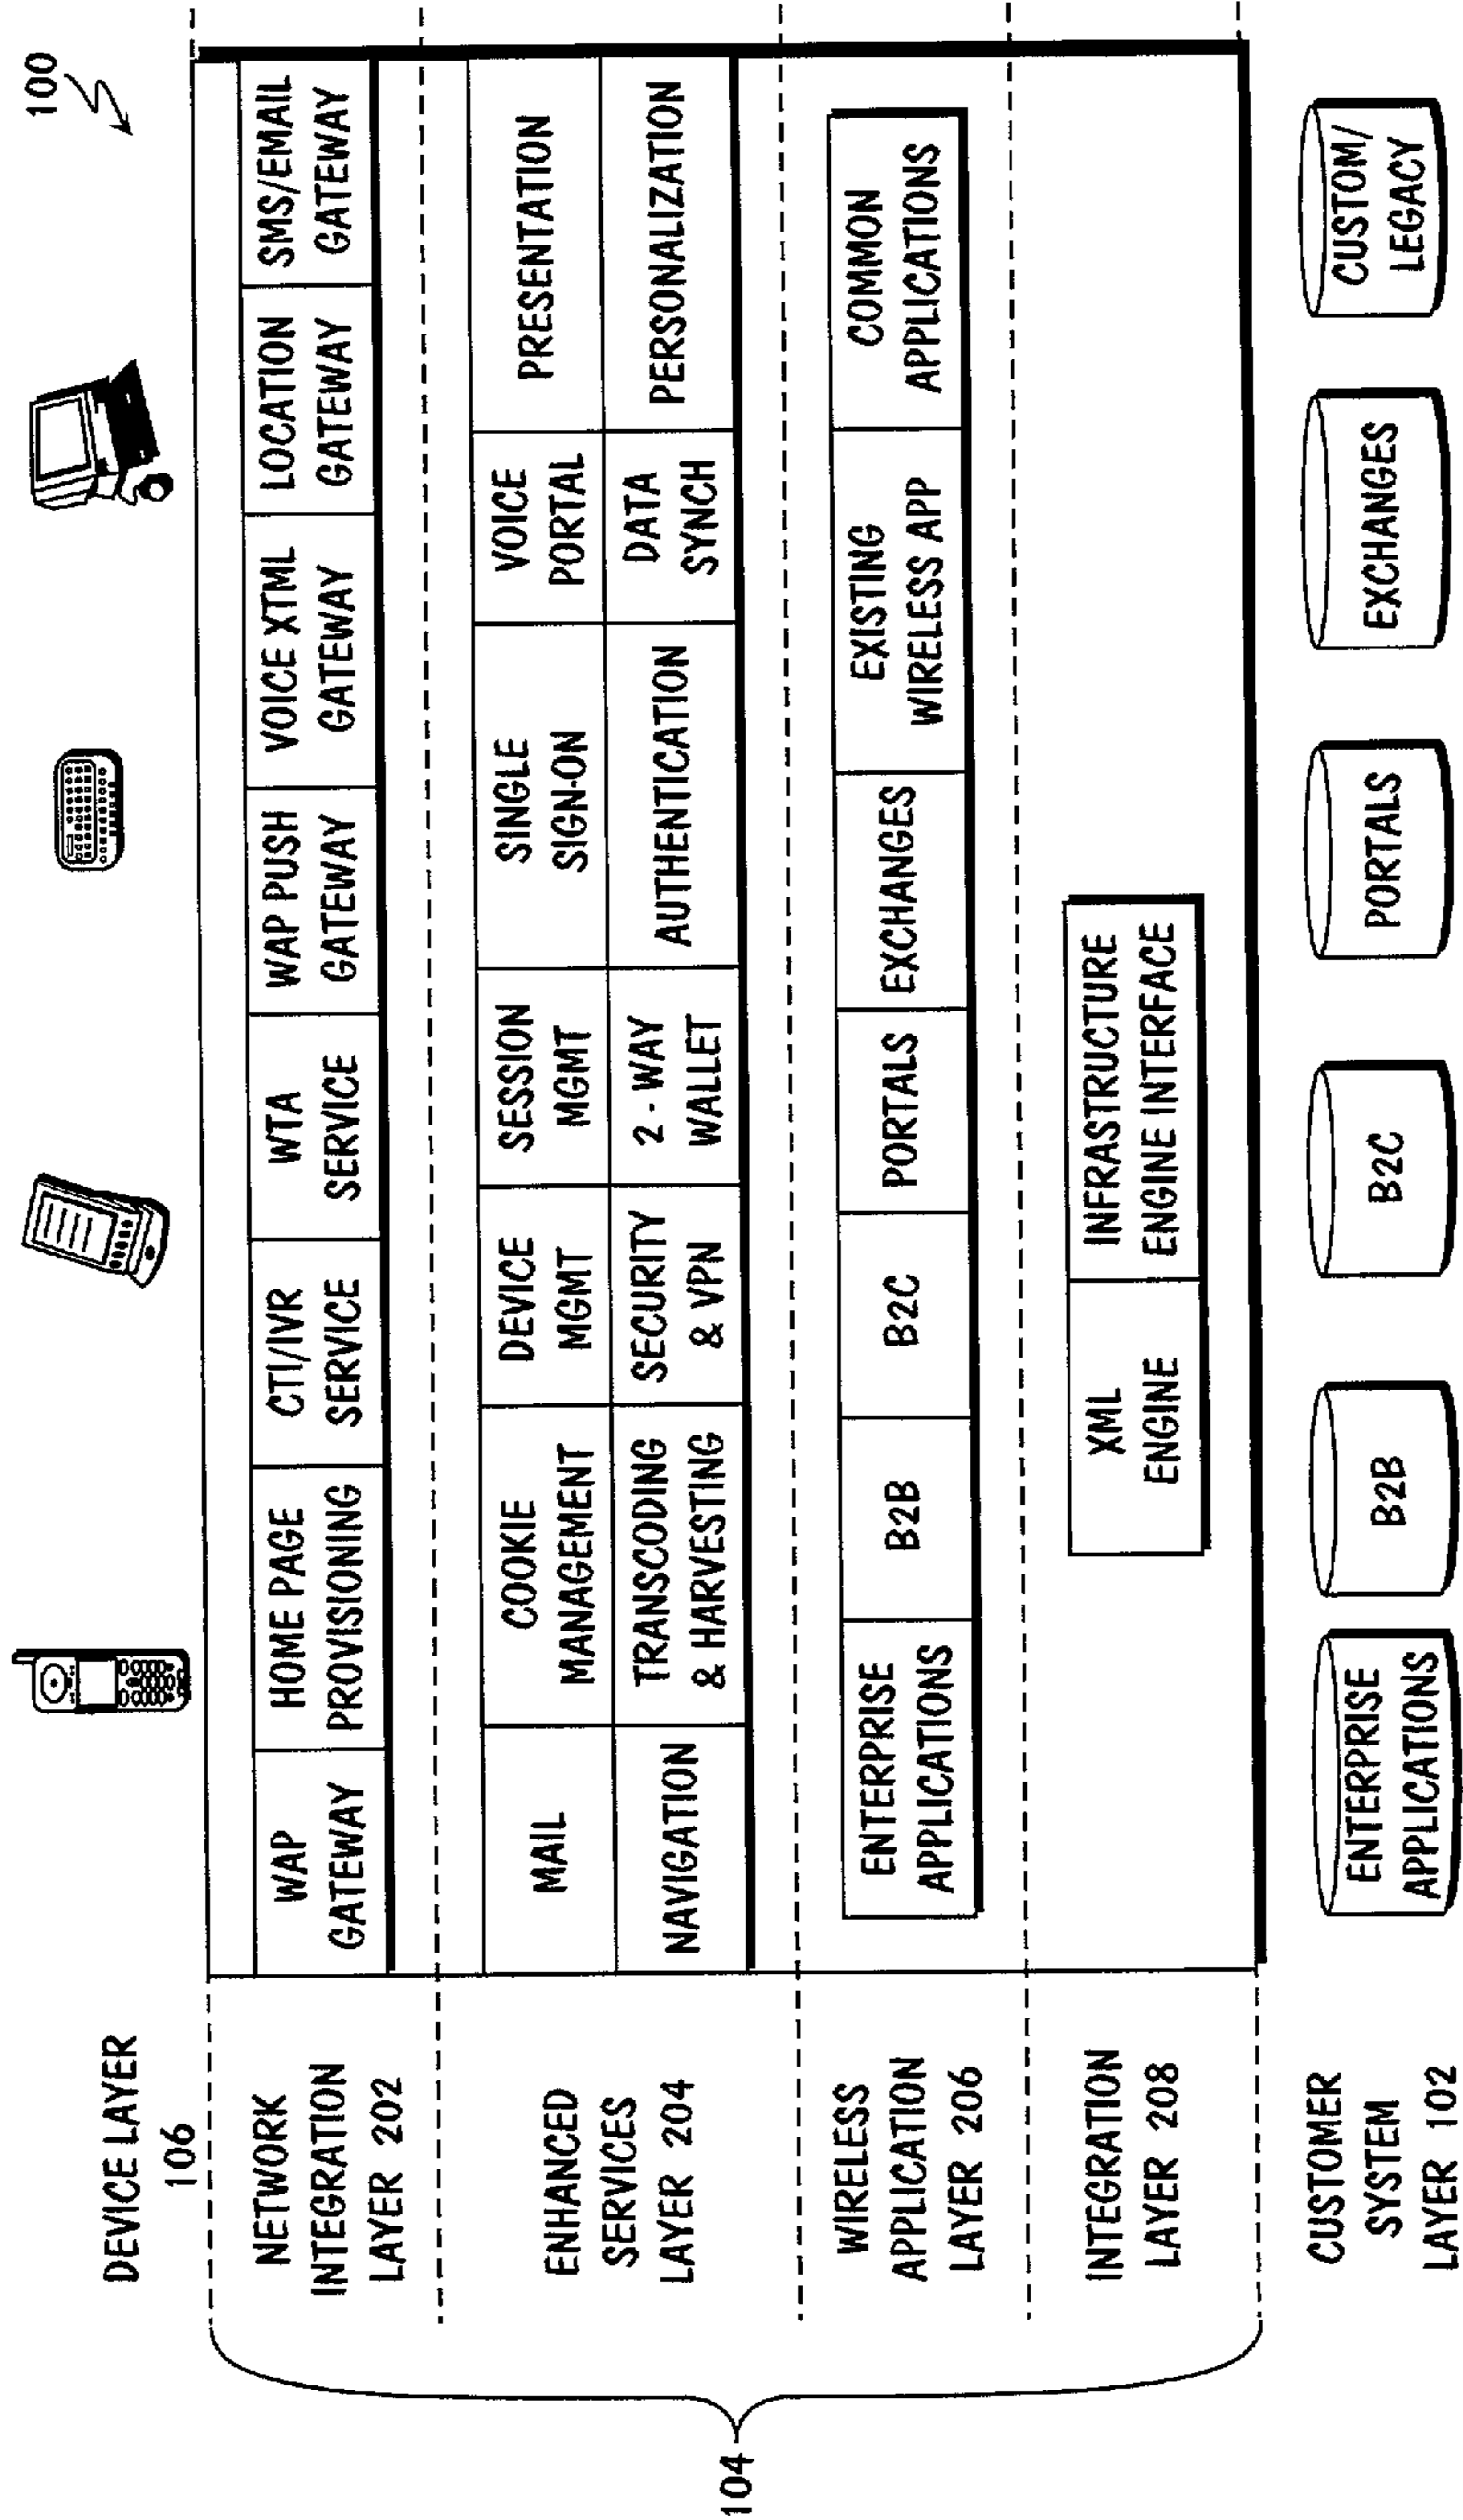 100
DEVICE LAYER
106
NETWORK
INTEGRATION
LAYER 202
WAP
GATEWAY
HOME PAGE
PROVISIONING
CTI/IVR
SERVICE
WTA
SERVICE
WAP PUSH
GATEWAY
VOICE XTML
GATEWAY
LOCATION
GATEWAY
SMS/EMAIL
GATEWAY
ENHANCED
SERVICES
LAYER 204
MAIL
COOKIE
MANAGEMENT
DEVICE
MGMT
SESSION
MGMT
SINGLE
SIGN-ON
VOICE
PORTAL
PRESENTATION
NAVIGATION
TRANSCODING
& HARVESTING
SECURITY
& VPN
2-WAY
WALLET
AUTHENTICATION
DATA
SYNCH
PERSONALIZATION
104
WIRELESS
APPLICATION
LAYER 206
ENTERPRISE
APPLICATIONS
B2B
B2C
PORTALS
EXCHANGES
EXISTING
WIRELESS APP
COMMON
APPLICATIONS
INTEGRATION
LAYER 208
XML
ENGINE
INFRASTRUCTURE
ENGINE INTERFACE
CUSTOMER
SYSTEM
LAYER 102
ENTERPRISE
APPLICATIONS
B2B
B2C
PORTALS
EXCHANGES
CUSTOM/
LEGACY